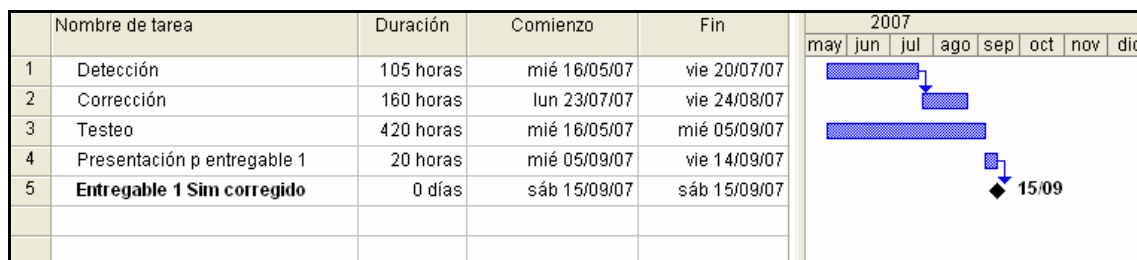 Nombre de tarea Duración Comienzo Fin 2007
may jun jul ago sep oct nov dic
1 Detección 105 horas mié 16/05/07 vie 20/07/07
2 Corrección 160 horas lun 23/07/07 vie 24/08/07
3 Testeo 420 horas mié 16/05/07 mié 05/09/07
4 Presentación p entregable 1 20 horas mié 05/09/07 vie 14/09/07
5 Entregable 1 Sim corregido 0 días sáb 15/09/07 sáb 15/09/07 15/09